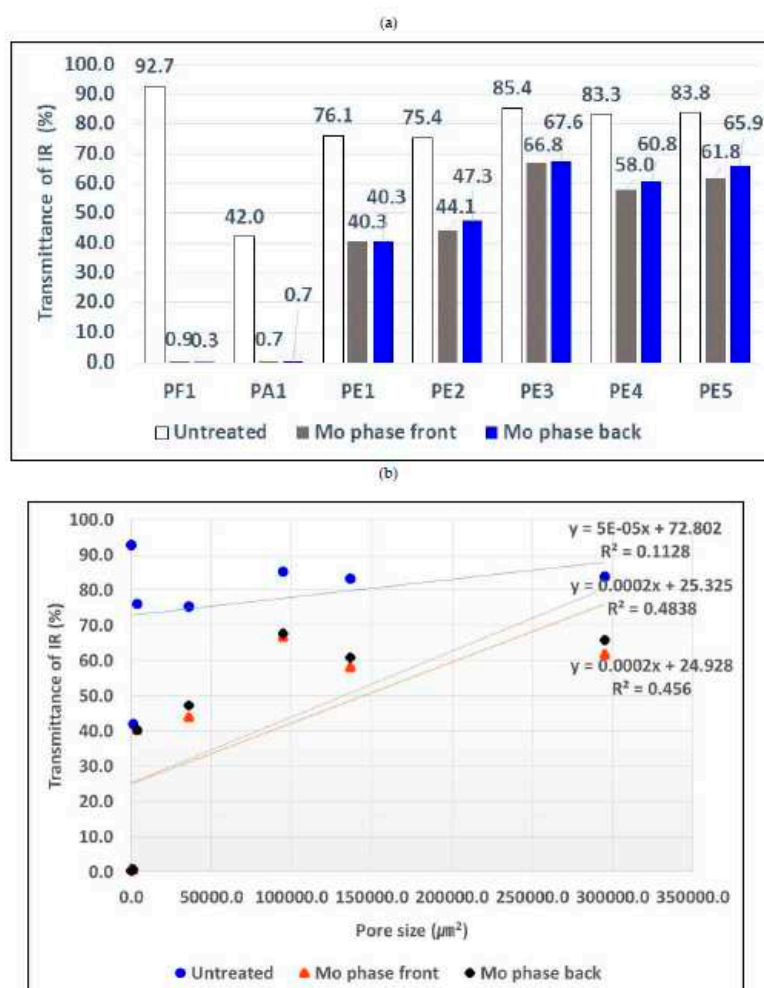 (a)
Transmittance of IR (%)
100.0
90.0
80.0
70.0
60.0
50.0
40.0
30.0
20.0
10.0
0.0
92.7
0.9
0.3
42.0
0.7
0.7
76.1
40.3
40.3
75.4
44.1
47.3
85.4
66.8
67.6
83.3
58.0
60.8
83.8
61.8
65.9
PF1 PA1 PE1 PE2 PE3 PE4 PE5
Untreated Mo phase front Mo phase back
(b)
Transmittance of IR (%)
100.0
90.0
80.0
70.0
60.0
50.0
40.0
30.0
20.0
10.0
0.0
y = 5E-05x + 72.802
R² = 0.1128
y = 0.0002x + 25.325
R² = 0.4838
y = 0.0002x + 24.928
R² = 0.456
0.0 50000.0 100000.0 150000.0 200000.0 250000.0 300000.0 350000.0
Pore size (μm²)
Untreated Mo phase front Mo phase back